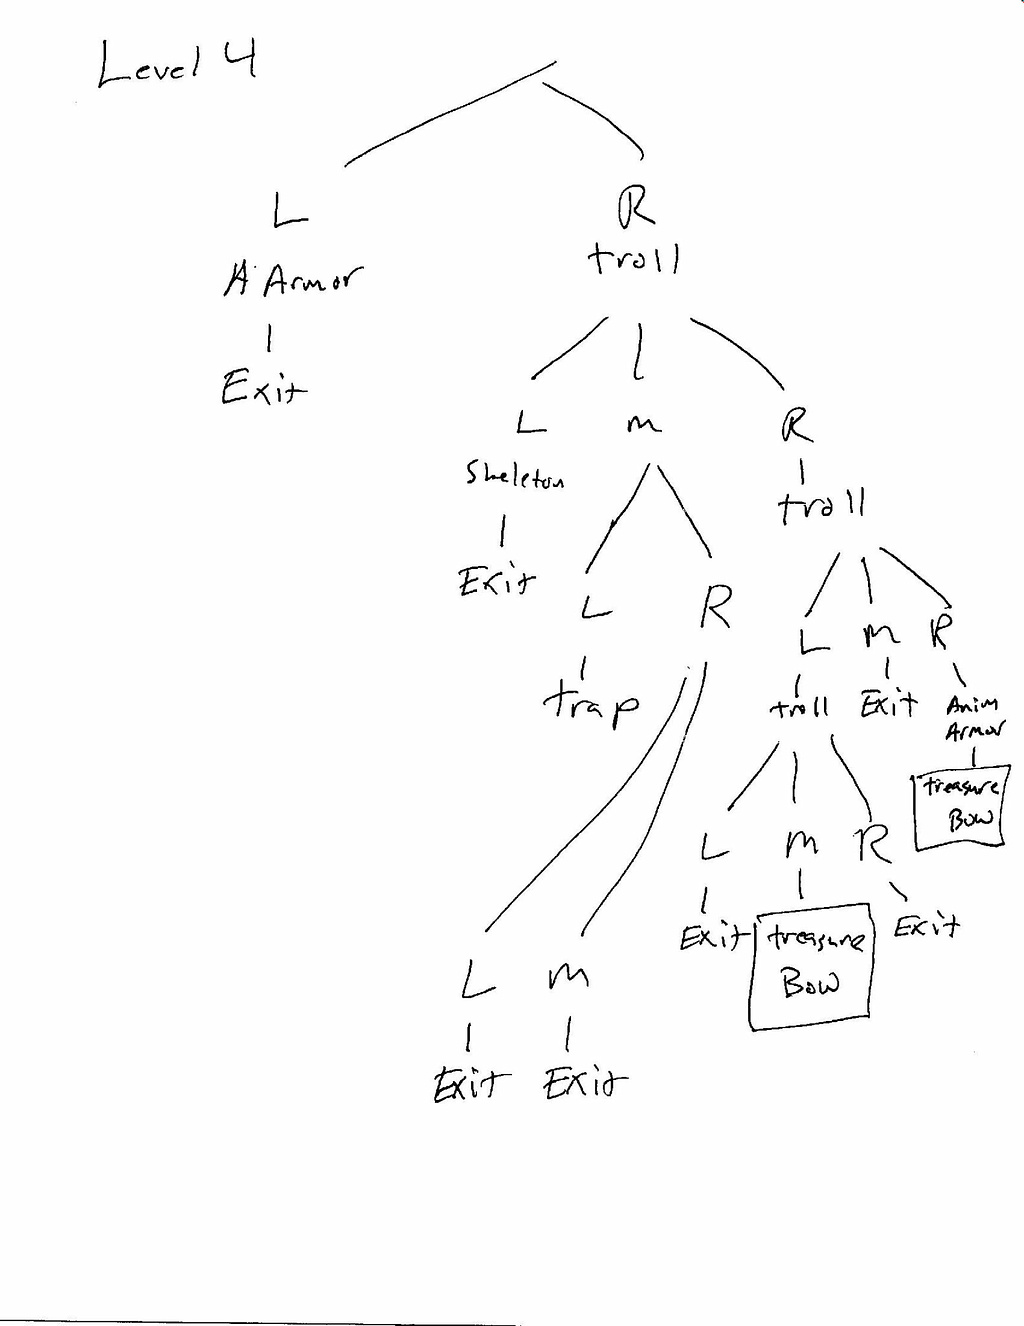 Level 4
L R
A Armor troll
Exit
L m R
Skeleton troll
Exit
L R
L m R
trap
troll Exit Anim
Armor
treasure
Bow
L m R
Exit treasure Exit
Bow
L m
Exit Exit